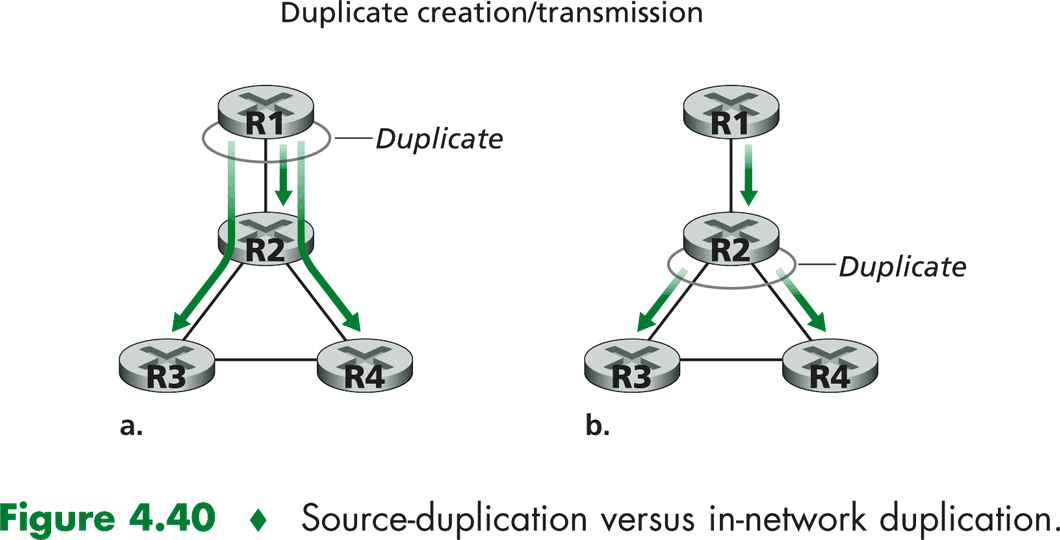 Duplicate creation/transmission
R1
Duplicate
R2
R3
R4
a.
R1
R2
Duplicate
R3
R4
b.
Figure 4.40 ♦ Source-duplication versus in-network duplication.